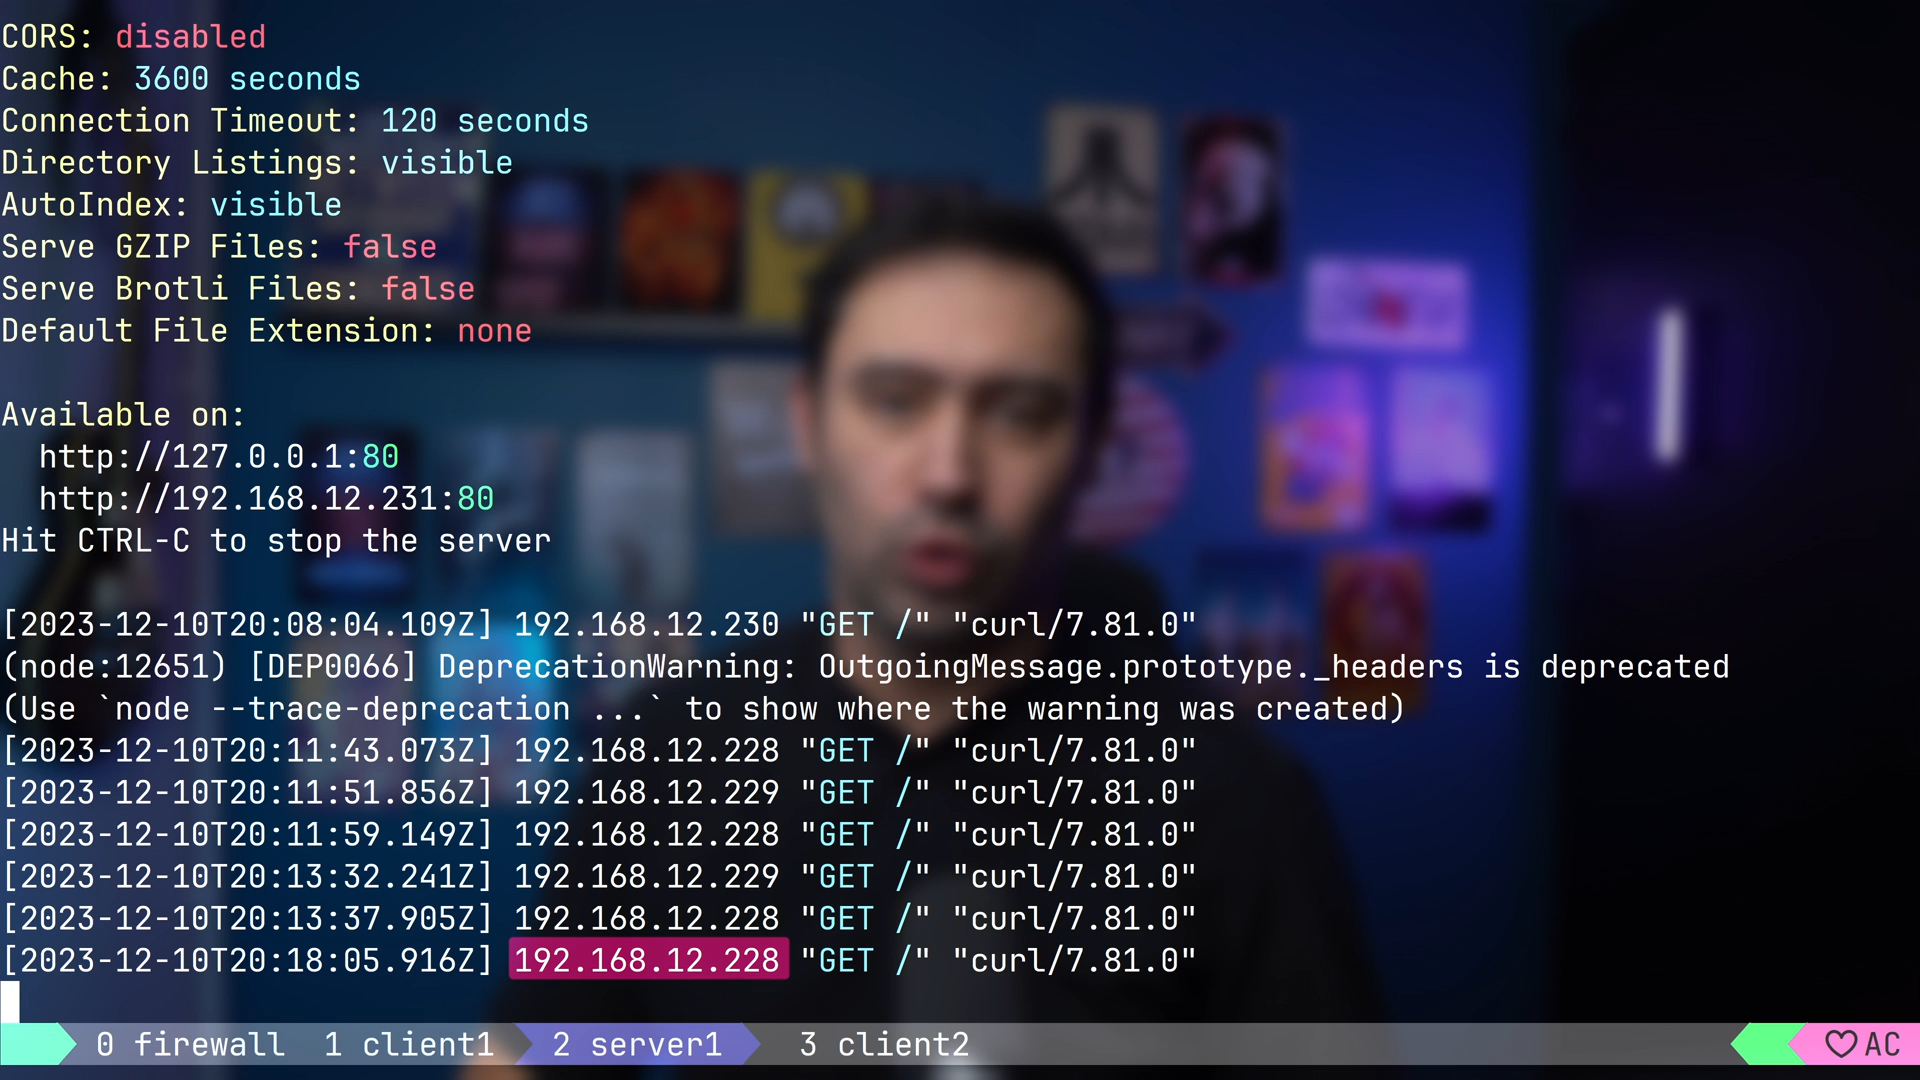 CORS: disabled
Cache: 3600 seconds
Connection Timeout: 120 seconds
Directory Listings: visible
AutoIndex: visible
Serve GZIP Files: false
Serve Brotli Files: false
Default File Extension: none
Available on:
http://127.0.0.1:80
http://192.168.12.231:80
Hit CTRL-C to stop the server
[2023-12-10T20:08:04.109Z] 192.168.12.230 "GET /" "curl/7.81.0"
(node:12651) [DEP0066] DeprecationWarning: OutgoingMessage.prototype._headers is deprecated
(Use `node --trace-deprecation ...` to show where the warning was created)
[2023-12-10T20:11:43.073Z] 192.168.12.228 "GET /" "curl/7.81.0"
[2023-12-10T20:11:51.856Z] 192.168.12.229 "GET /" "curl/7.81.0"
[2023-12-10T20:11:59.149Z] 192.168.12.228 "GET /" "curl/7.81.0"
[2023-12-10T20:13:32.241Z] 192.168.12.229 "GET /" "curl/7.81.0"
[2023-12-10T20:13:37.905Z] 192.168.12.228 "GET /" "curl/7.81.0"
[2023-12-10T20:18:05.916Z] 192.168.12.228 "GET /" "curl/7.81.0"
0 firewall 1 client1 2 server1 3 client2 ♡ AC